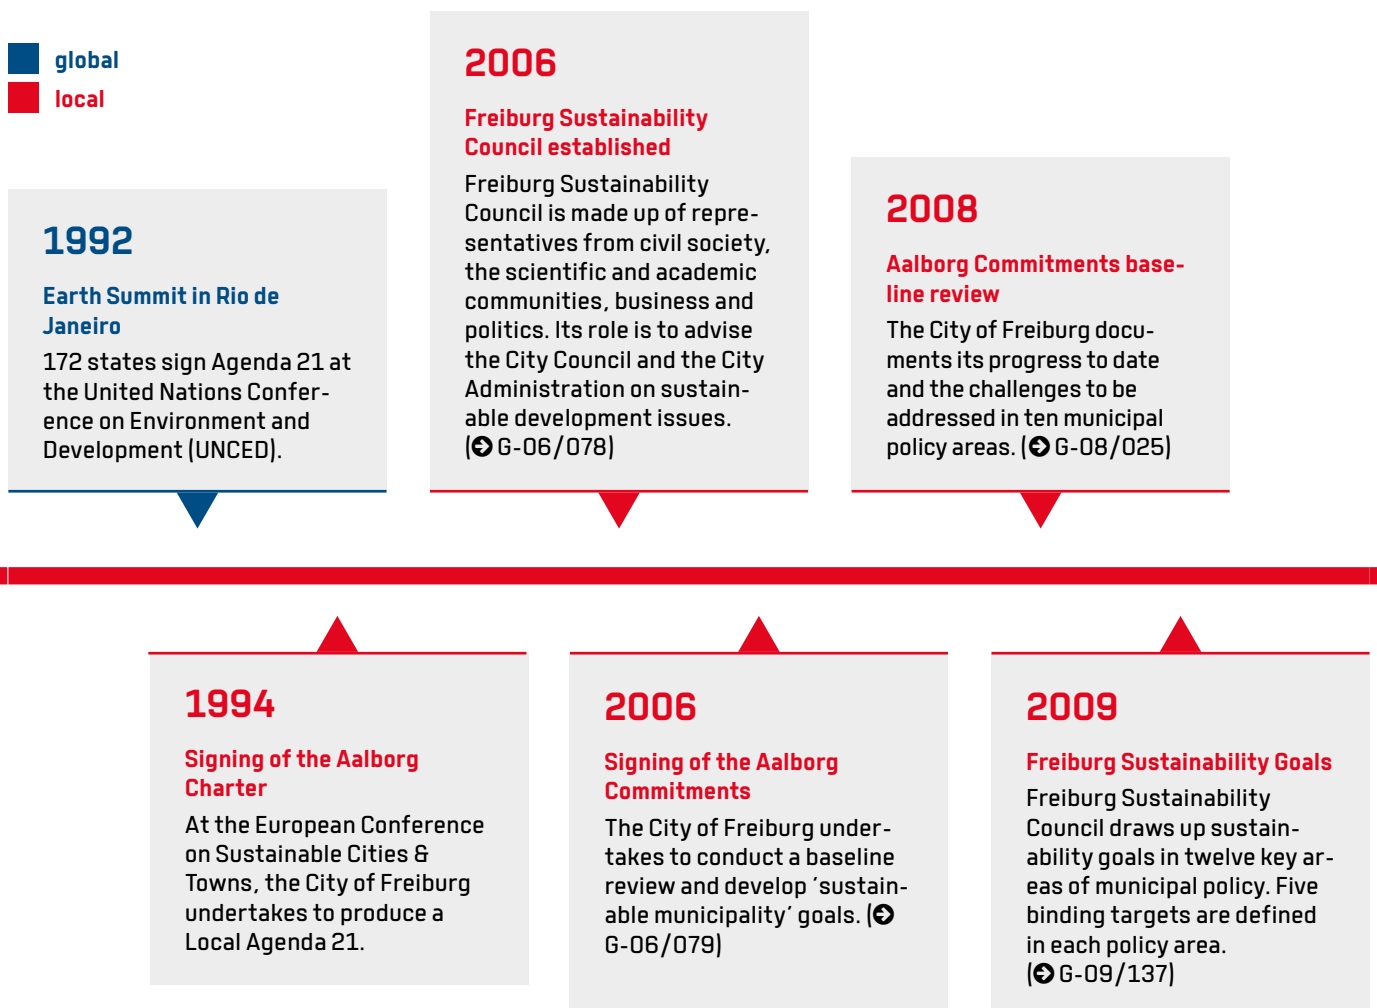 global
local
1992
Earth Summit in Rio de
Janeiro
172 states sign Agenda 21 at
the United Nations Confer-
ence on Environment and
Development (UNCED).
2006
Freiburg Sustainability
Council established
Freiburg Sustainability
Council is made up of repre-
sentatives from civil society,
the scientific and academic
communities, business and
politics. Its role is to advise
the City Council and the City
Administration on sustain-
able development issues.
(➲ G-06/078)
2008
Aalborg Commitments base-
line review
The City of Freiburg docu-
ments its progress to date
and the challenges to be
addressed in ten municipal
policy areas. (➲ G-08/025)
1994
Signing of the Aalborg
Charter
At the European Conference
on Sustainable Cities &
Towns, the City of Freiburg
undertakes to produce a
Local Agenda 21.
2006
Signing of the Aalborg
Commitments
The City of Freiburg under-
takes to conduct a baseline
review and develop ‘sustain-
able municipality’ goals. (➲
G-06/079)
2009
Freiburg Sustainability Goals
Freiburg Sustainability
Council draws up sustain-
ability goals in twelve key ar-
eas of municipal policy. Five
binding targets are defined
in each policy area.
(➲ G-09/137)